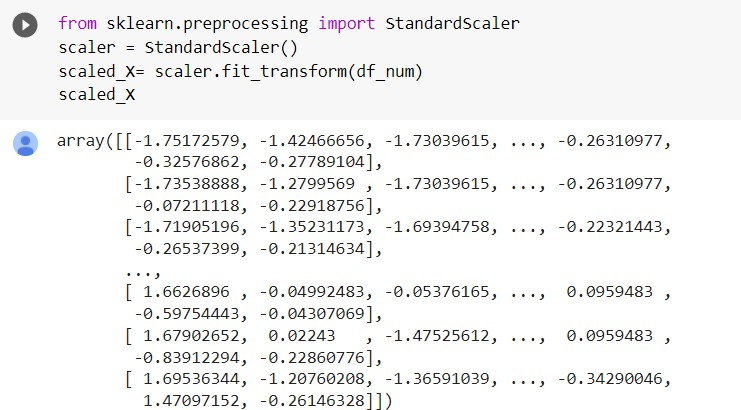 from sklearn.preprocessing import StandardScaler
scaler = StandardScaler()
scaled_X= scaler.fit_transform(df_num)
scaled_X
array([[-1.75172579, -1.42466656, -1.73039615, ..., -0.26310977,
        -0.32576862, -0.27789104],
       [-1.73538888, -1.2799569 , -1.73039615, ..., -0.26310977,
        -0.07211118, -0.22918756],
       [-1.71905196, -1.35231173, -1.69394758, ..., -0.22321443,
        -0.26537399, -0.21314634],
       ...,
       [ 1.6626896 , -0.04992483, -0.05376165, ...,  0.0959483 ,
        -0.59754443, -0.04307069],
       [ 1.67902652,  0.02243   , -1.47525612, ...,  0.0959483 ,
        -0.83912294, -0.22860776],
       [ 1.69536344, -1.20760208, -1.36591039, ..., -0.34290046,
         1.47097152, -0.26146328]])